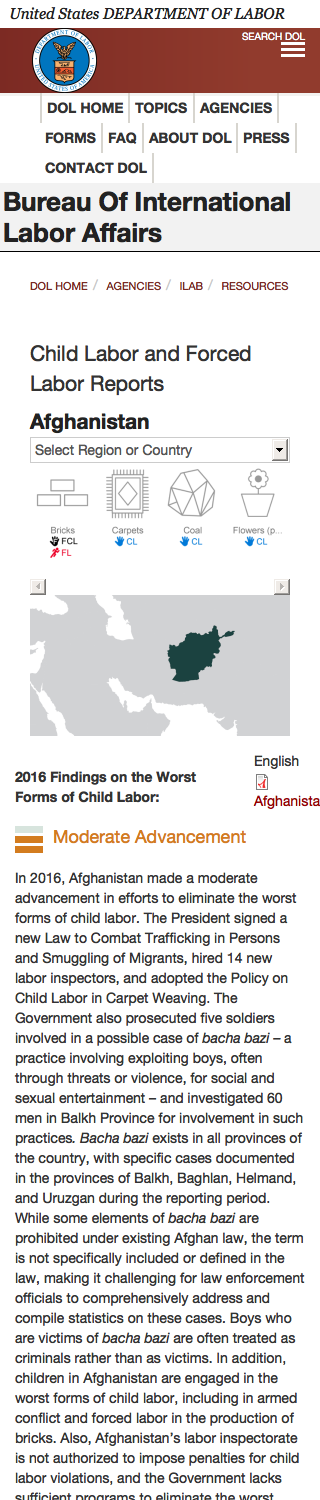 United States DEPARTMENT OF LABOR
SEARCH DOL
DOL HOME TOPICS AGENCIES
FORMS FAQ ABOUT DOL PRESS
CONTACT DOL
Bureau Of International
Labor Affairs
DOL HOME / AGENCIES / ILAB / RESOURCES
Child Labor and Forced
Labor Reports
Afghanistan
Select Region or Country
Bricks Carpets Coal Flowers (p...
FCL CL CL CL
FL
English
2016 Findings on the Worst
Forms of Child Labor:
Afghanista
Moderate Advancement
In 2016, Afghanistan made a moderate
advancement in efforts to eliminate the worst
forms of child labor. The President signed a
new Law to Combat Trafficking in Persons
and Smuggling of Migrants, hired 14 new
labor inspectors, and adopted the Policy on
Child Labor in Carpet Weaving. The
Government also prosecuted five soldiers
involved in a possible case of bacha bazi – a
practice involving exploiting boys, often
through threats or violence, for social and
sexual entertainment – and investigated 60
men in Balkh Province for involvement in such
practices. Bacha bazi exists in all provinces of
the country, with specific cases documented
in the provinces of Balkh, Baghlan, Helmand,
and Uruzgan during the reporting period.
While some elements of bacha bazi are
prohibited under existing Afghan law, the term
is not specifically included or defined in the
law, making it challenging for law enforcement
officials to comprehensively address and
compile statistics on these cases. Boys who
are victims of bacha bazi are often treated as
criminals rather than as victims. In addition,
children in Afghanistan are engaged in the
worst forms of child labor, including in armed
conflict and forced labor in the production of
bricks. Also, Afghanistan's labor inspectorate
is not authorized to impose penalties for child
labor violations, and the Government lacks
sufficient programs to eliminate the worst